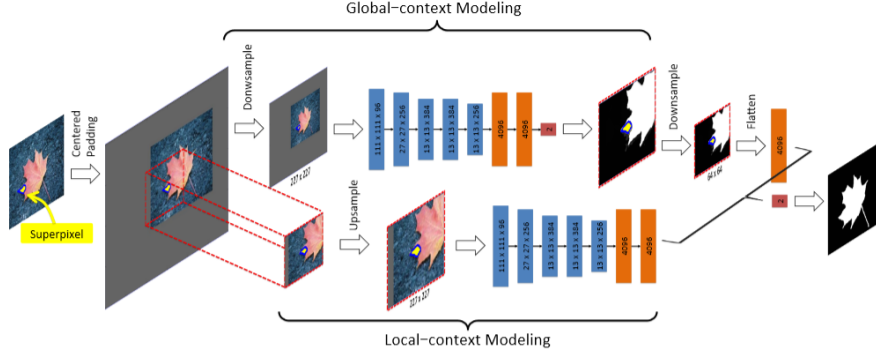 Global-context Modeling
Centered
Padding
Superpixel
Donwsample
227 x 227
111 x 111 x 96
27 x 27 x 256
13 x 13 x 384
13 x 13 x 384
13 x 13 x 256
4096
4096
2
Downsample
64 x 64
Flatten
4096
2
Upsample
227 x 227
111 x 111 x 96
27 x 27 x 256
13 x 13 x 384
13 x 13 x 384
13 x 13 x 256
4096
4096
Local-context Modeling